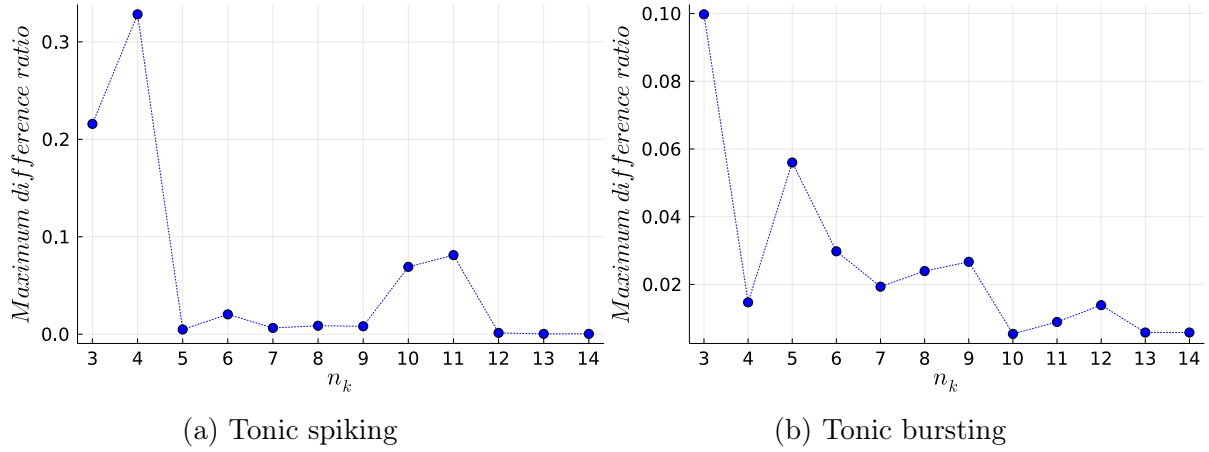 Maximum difference ratio
0.3
0.2
0.1
0.0
3 4 5 6 7 8 9 10 11 12 13 14
n_k
(a) Tonic spiking
Maximum difference ratio
0.10
0.08
0.06
0.04
0.02
3 4 5 6 7 8 9 10 11 12 13 14
n_k
(b) Tonic bursting